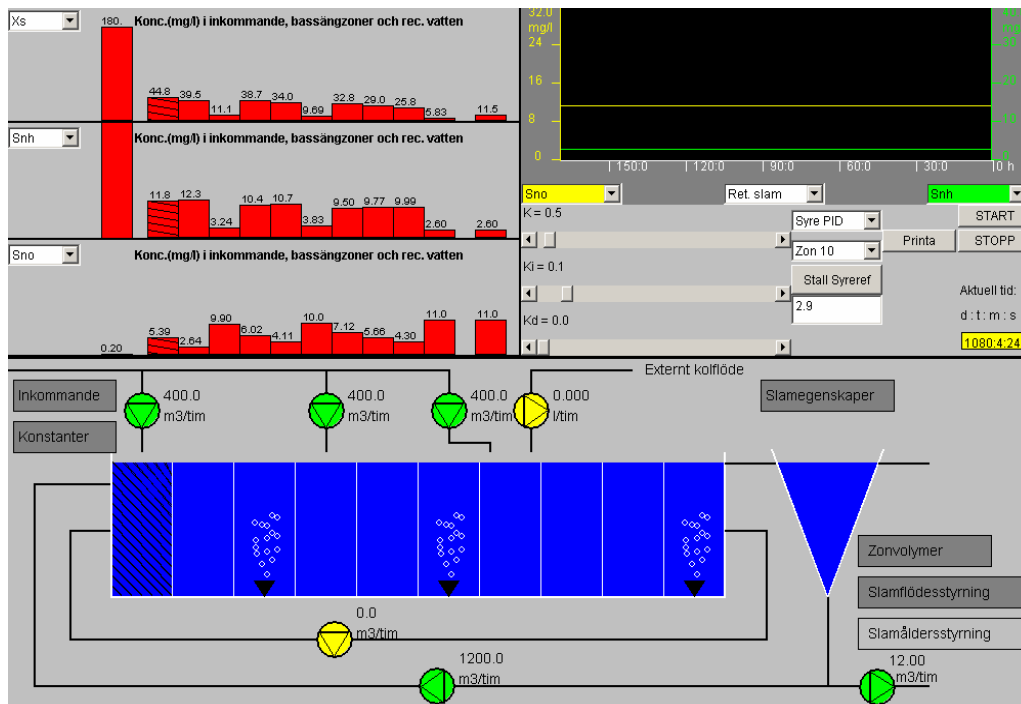 Xs
180.
Konc.(mg/l) i inkommande, bassängzoner och rec. vatten
44.8 39.5 11.1 38.7 34.0 9.69 32.8 29.0 25.8 5.83 11.5
Snh
Konc.(mg/l) i inkommande, bassängzoner och rec. vatten
11.8 12.3 3.24 10.4 10.7 3.83 9.50 9.77 9.99 2.60 2.60
Sno
Konc.(mg/l) i inkommande, bassängzoner och rec. vatten
0.20 5.39 2.64 9.90 6.02 4.11 10.0 7.12 5.66 4.30 11.0 11.0
32.0
mg/l
24
16
8
0
40
mg
30
20
10
0
150:0 120:0 90:0 60:0 30:0 0 h
Sno Ret. slam Snh
K = 0.5
Ki = 0.1
Kd = 0.0
Syre PID
Zon 10
Stall Syreref
2.9
Printa
START
STOPP
Aktuell tid:
d : t : m : s
1080:4:24
Inkommande
Konstanter
400.0
m3/tim
400.0
m3/tim
400.0
m3/tim
0.000
l/tim
Externt kolflöde
Slamegenskaper
Zonvolymer
Slamflödesstyrning
Slamåldersstyrning
0.0
m3/tim
1200.0
m3/tim
12.00
m3/tim